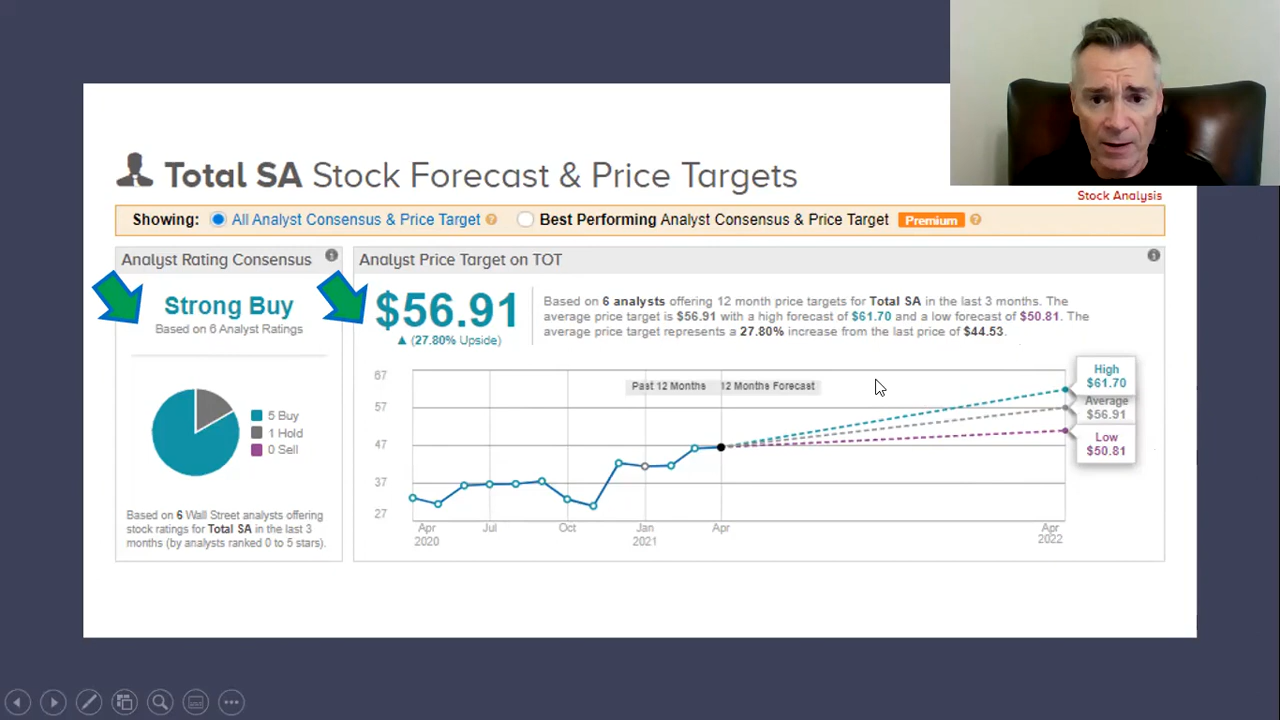 Total SA Stock Forecast & Price Targets
Stock Analysis
Showing: All Analyst Consensus & Price Target Best Performing Analyst Consensus & Price Target Premium
Analyst Rating Consensus
Strong Buy
Based on 6 Analyst Ratings
5 Buy
1 Hold
0 Sell
Based on 6 Wall Street analysts offering
stock ratings for Total SA in the last 3
months (by analysts ranked 0 to 5 stars).
Analyst Price Target on TOT
$56.91
▲ (27.80% Upside)
Based on 6 analysts offering 12 month price targets for Total SA in the last 3 months. The
average price target is $56.91 with a high forecast of $61.70 and a low forecast of $50.81. The
average price target represents a 27.80% increase from the last price of $44.53.
Past 12 Months 12 Months Forecast
67
57
47
37
27
High
$61.70
Average
$56.91
Low
$50.81
Apr Jul Oct Jan Apr Apr
2020 2021 2022